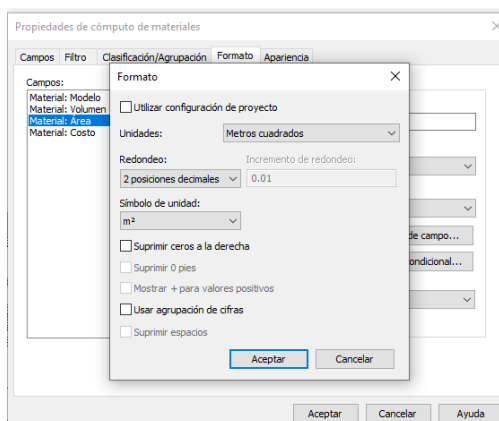 Propiedades de cómputo de materiales
Campos Filtro Clasificación/Agrupación Formato Apariencia
Campos:
Material: Modelo
Material: Volumen
Material: Área
Material: Costo
Formato
Utilizar configuración de proyecto
Unidades: Metros cuadrados
Redondeo: Incremento de redondeo:
2 posiciones decimales 0.01
Símbolo de unidad:
m²
Suprimir ceros a la derecha
Suprimir 0 pies
Mostrar + para valores positivos
Usar agrupación de cifras
Suprimir espacios
Aceptar Cancelar
de campo...
ondicional...
Aceptar Cancelar Ayuda